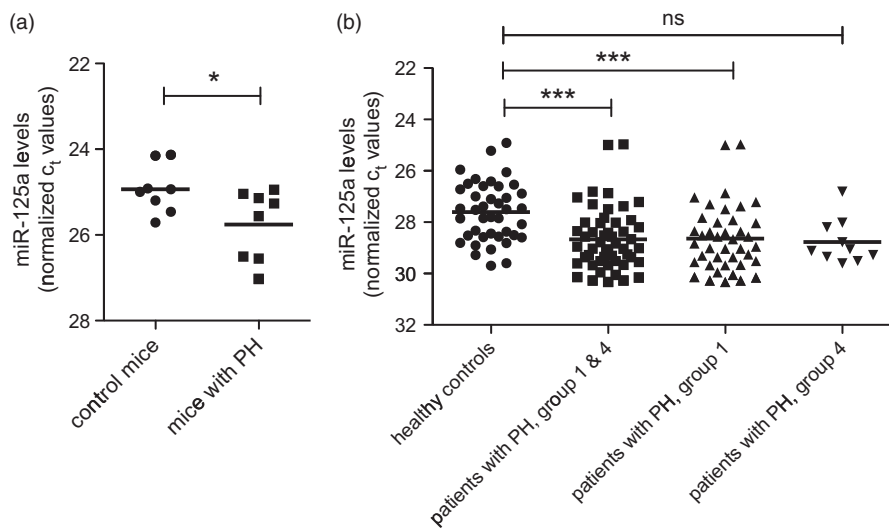 (a)
miR-125a levels
(normalized ct values)
22
24
26
28
*
control mice
mice with PH
(b)
miR-125a levels
(normalized ct values)
22
24
26
28
30
32
ns
***
***
healthy controls
patients with PH, group 1 & 4
patients with PH, group 1
patients with PH, group 4